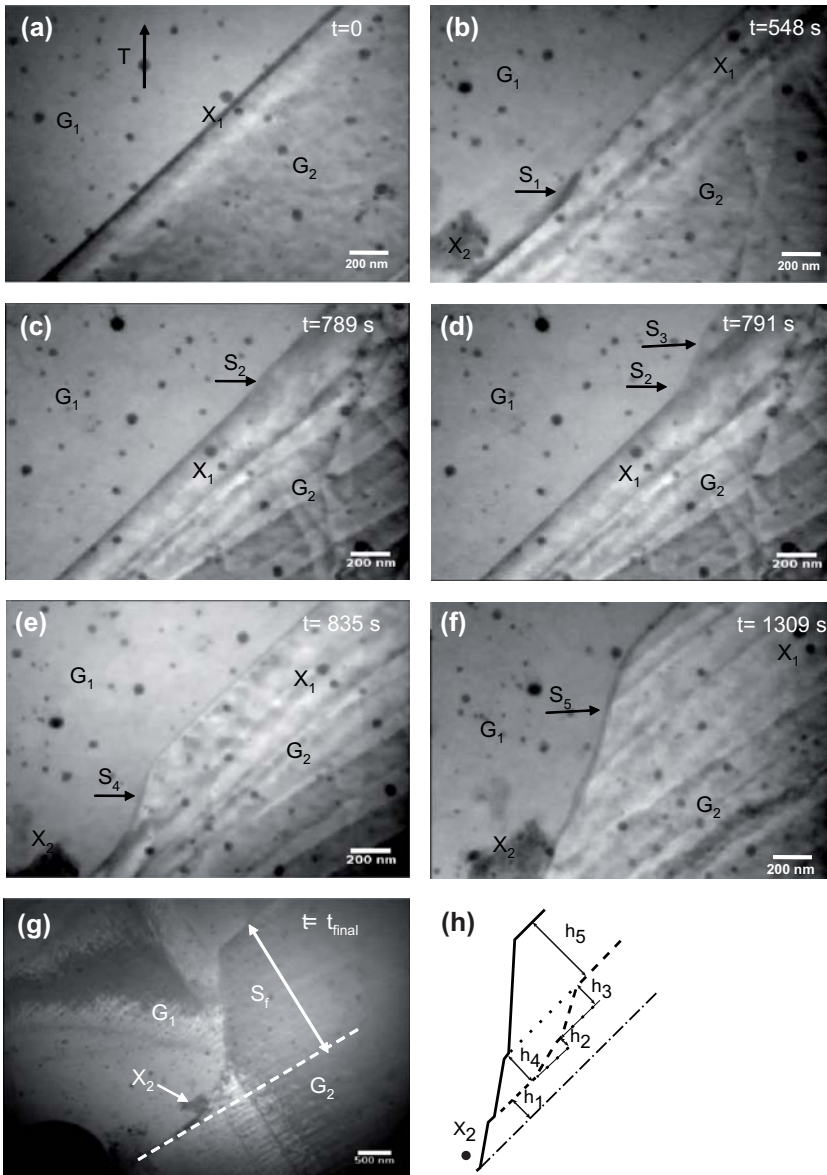 (a)
t=0
T
X1
G1
G2
200 nm
(b)
t=548 s
X1
G1
S1
G2
X2
200 nm
(c)
t=789 s
S2
G1
X1
G2
200 nm
(d)
t=791 s
S3
S2
G1
X1
G2
200 nm
(e)
t= 835 s
G1
X1
G2
S4
X2
200 nm
(f)
t= 1309 s
X1
S5
G1
G2
X2
200 nm
(g)
t= tfinal
Sf
G1
X2
G2
500 nm
(h)
h5
h3
h2
h4
h1
X2